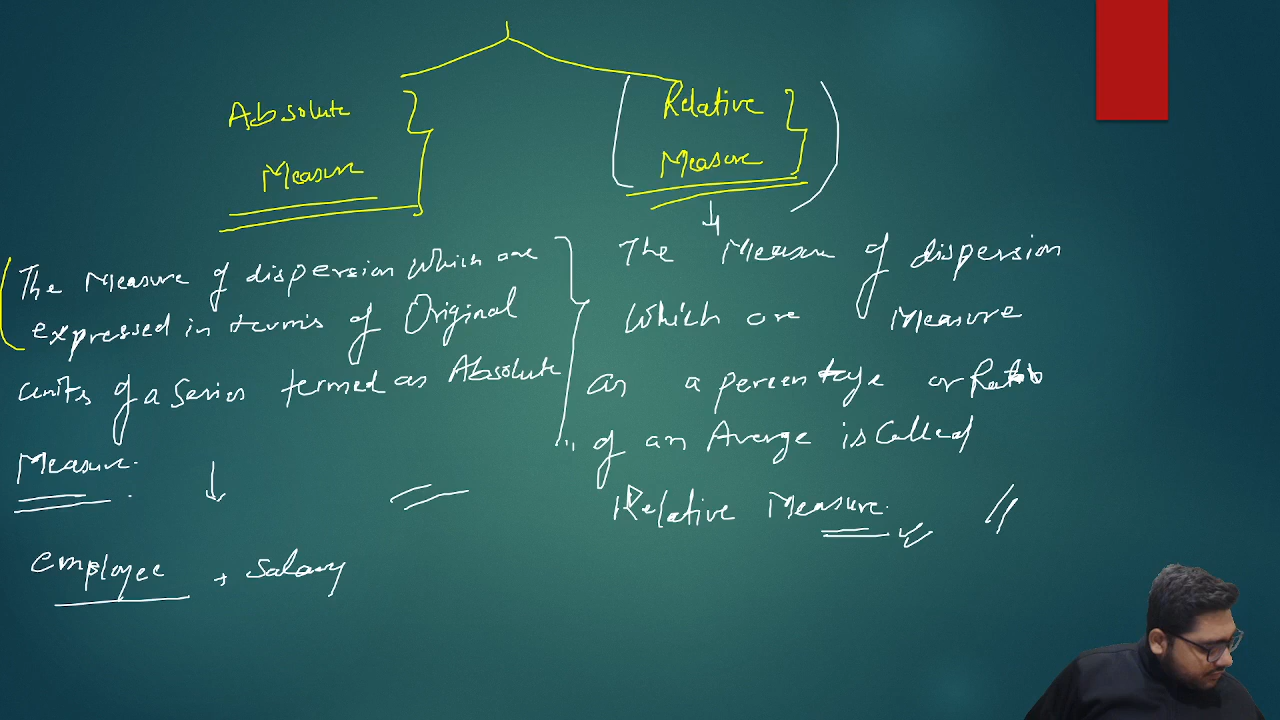 Absolute
Measure
Relative
Measure
The Measure of dispersion which are
expressed in terms of Original
units of a Series termed as Absolute
Measure.
employee + Salary
The Measure of dispersion
which are Measure
as a percentage or Ratio
of an Averge is Called
Relative Measure.